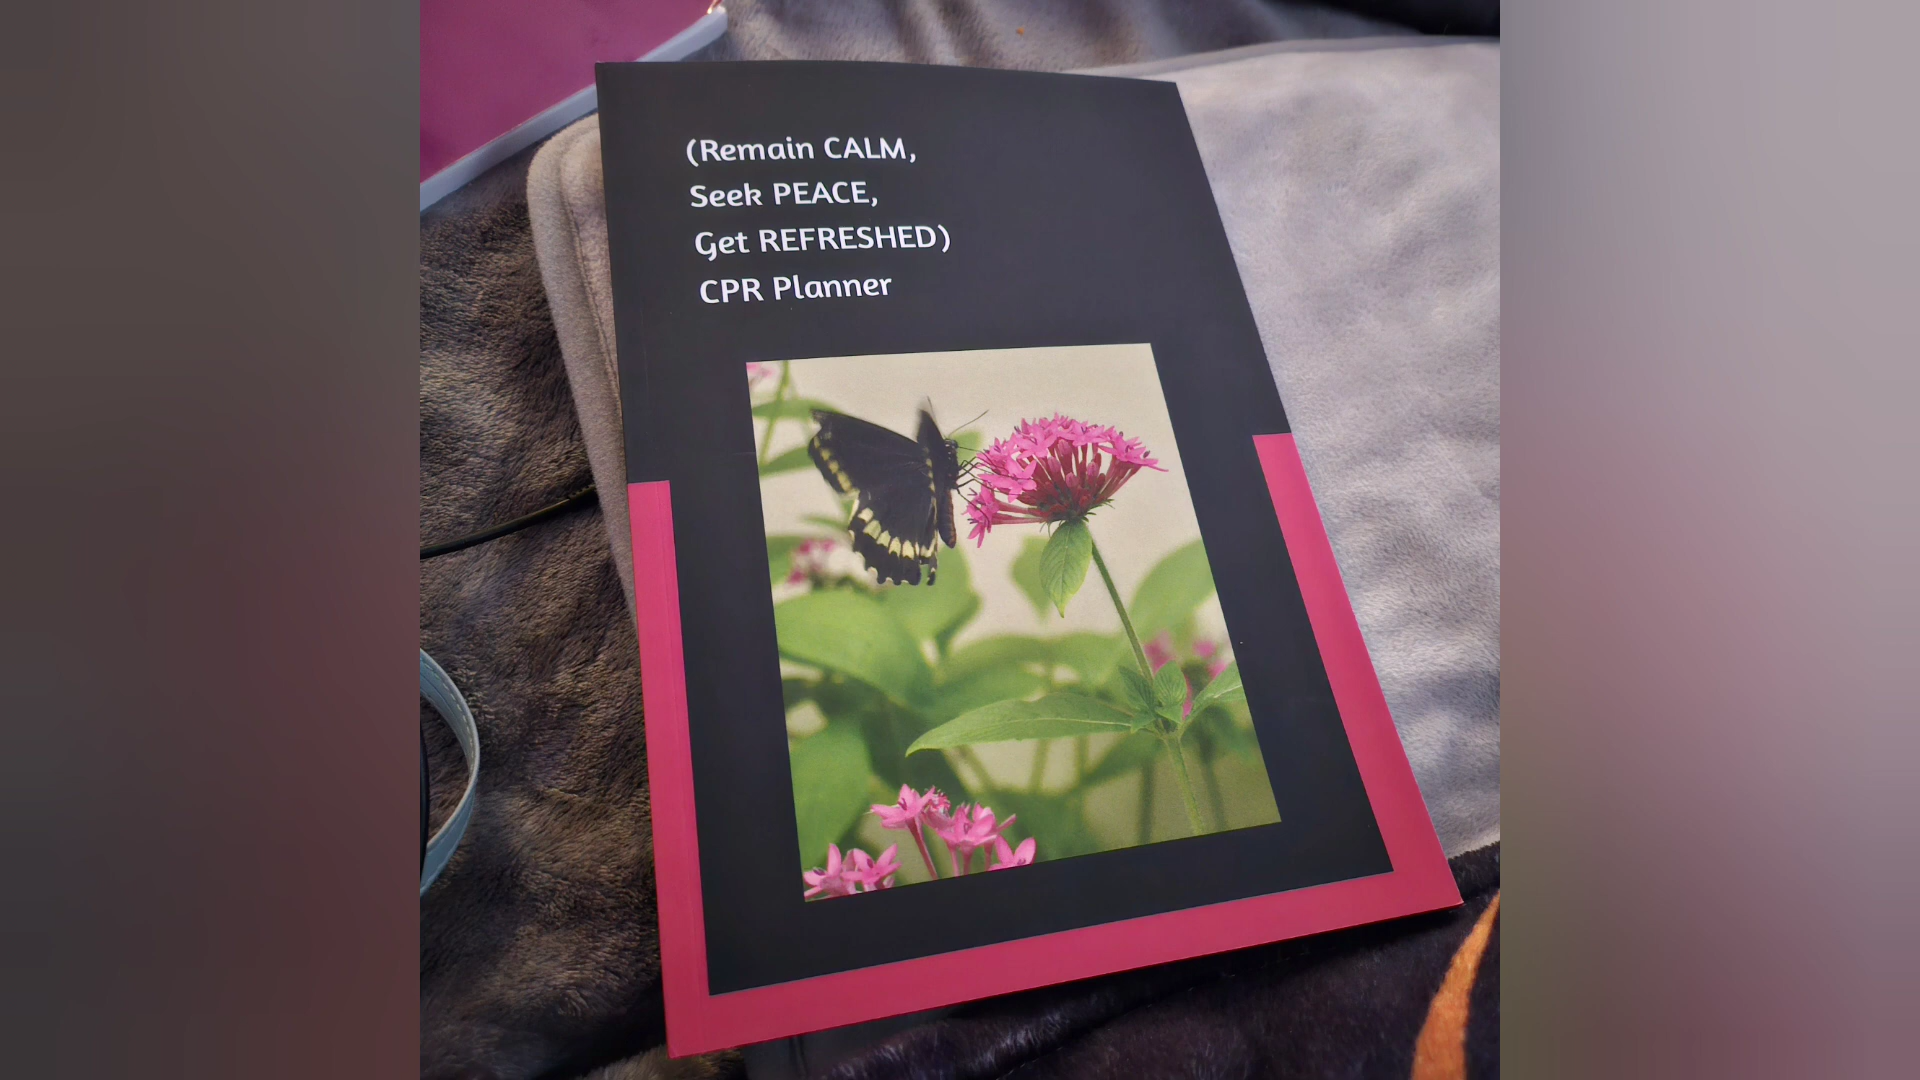 (Remain CALM,
Seek PEACE,
Get REFRESHED)
CPR Planner